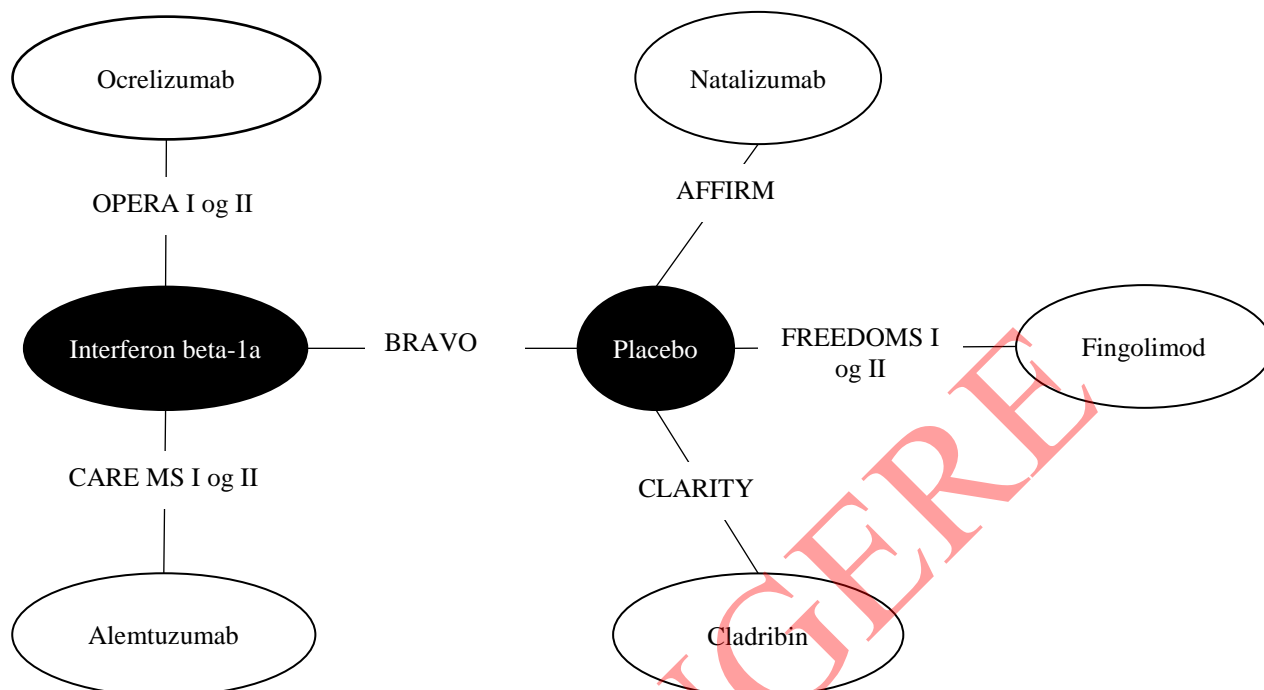 Ocrelizumab
Natalizumab
OPERA I og II
AFFIRM
Interferon beta-1a
BRAVO
Placebo
FREEDOMS I
og II
Fingolimod
CARE MS I og II
CLARITY
Alemtuzumab
Cladribin
GERE